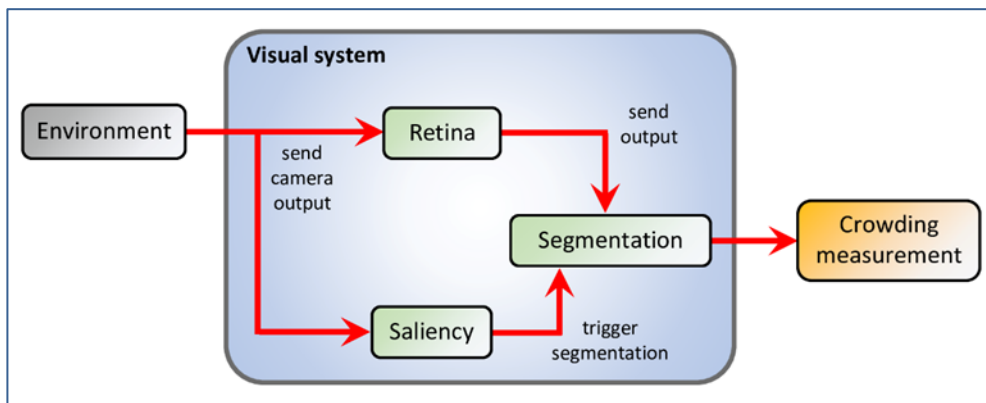 Visual system
Environment
Retina
send
output
send
camera
output
Segmentation
Crowding
measurement
Saliency
trigger
segmentation